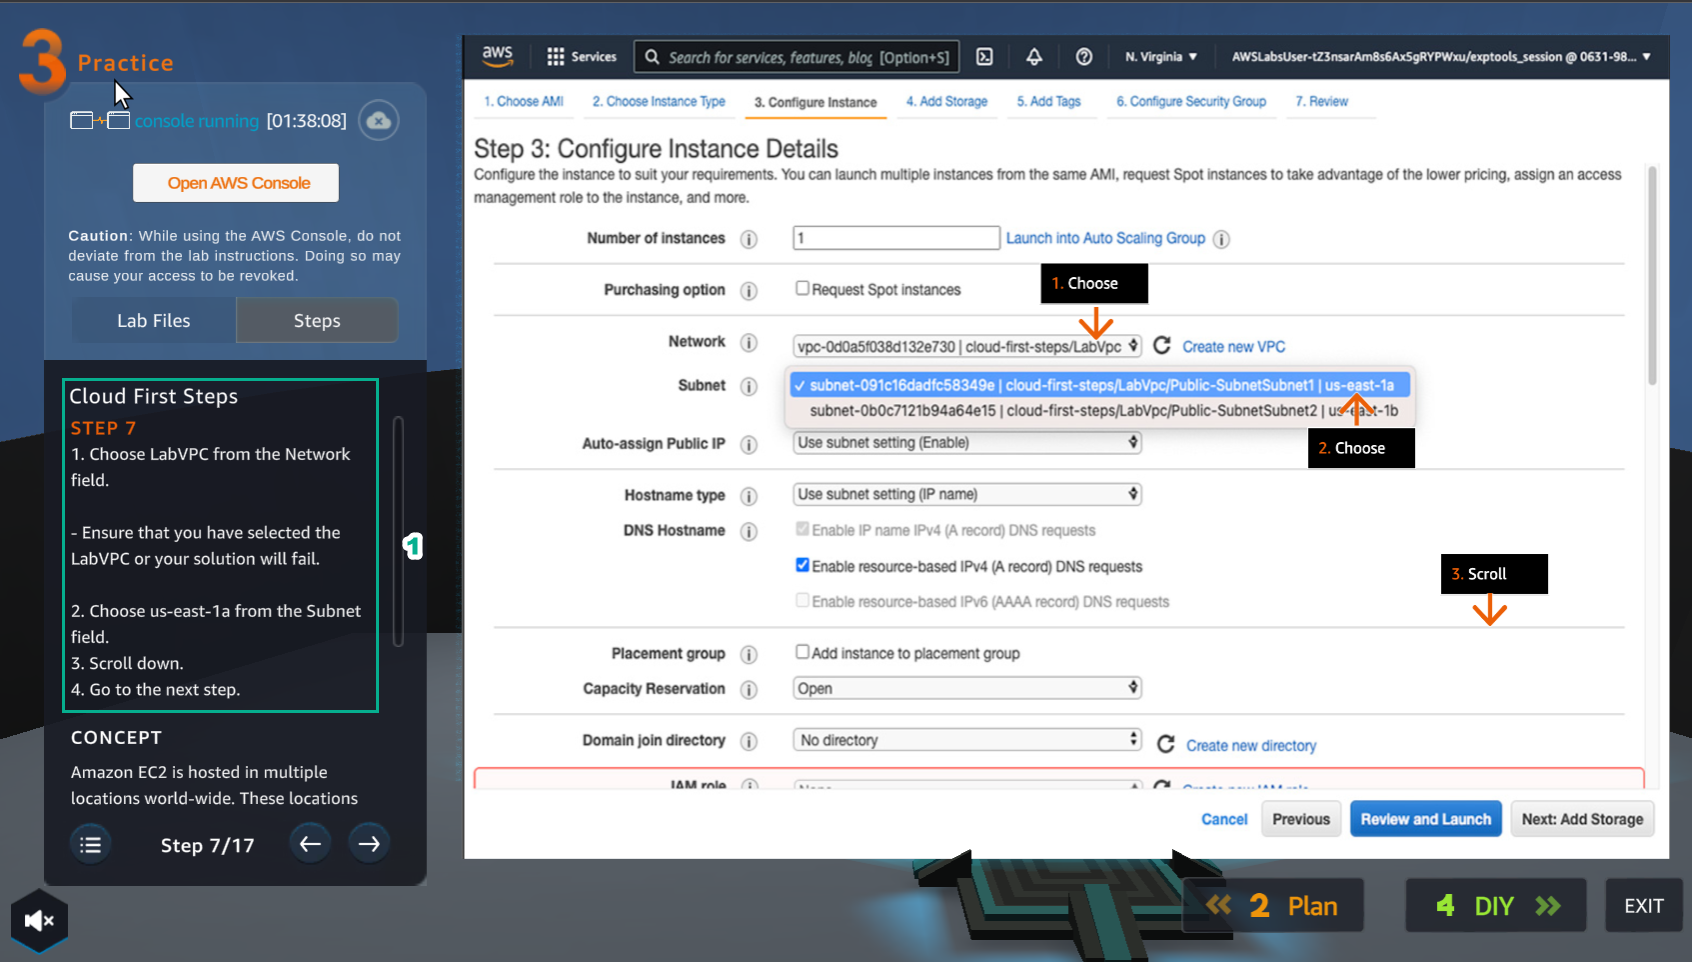 3 Practice
console running [01:38:08]
Open AWS Console
Caution: While using the AWS Console, do not
deviate from the lab instructions. Doing so may
cause your access to be revoked.
Lab Files
Steps
Cloud First Steps
STEP 7
1. Choose LabVPC from the Network
field.
- Ensure that you have selected the
LabVPC or your solution will fail.
2. Choose us-east-1a from the Subnet
field.
3. Scroll down.
4. Go to the next step.
1
CONCEPT
Amazon EC2 is hosted in multiple
locations world-wide. These locations
Step 7/17
aws
Services
Search for services, features, blog [Option+S]
N. Virginia
AWSLabsUser-tZ3nsarAm8s6Ax5gRYPWxu/exptools_session @ 0631-98...
1. Choose AMI
2. Choose Instance Type
3. Configure Instance
4. Add Storage
5. Add Tags
6. Configure Security Group
7. Review
Step 3: Configure Instance Details
Configure the instance to suit your requirements. You can launch multiple instances from the same AMI, request Spot instances to take advantage of the lower pricing, assign an access
management role to the instance, and more.
Number of instances
1
Launch into Auto Scaling Group
1. Choose
Purchasing option
Request Spot instances
Network
vpc-0d0a5f038d132e730 | cloud-first-steps/LabVpc
Create new VPC
Subnet
✓ subnet-091c16dadfc58349e | cloud-first-steps/LabVpc/Public-SubnetSubnet1 | us-east-1a
subnet-0b0c7121b94a64e15 | cloud-first-steps/LabVpc/Public-SubnetSubnet2 | us-east-1b
Auto-assign Public IP
Use subnet setting (Enable)
2. Choose
Hostname type
Use subnet setting (IP name)
DNS Hostname
Enable IP name IPv4 (A record) DNS requests
Enable resource-based IPv4 (A record) DNS requests
Enable resource-based IPv6 (AAAA record) DNS requests
3. Scroll
Placement group
Add instance to placement group
Capacity Reservation
Open
Domain join directory
No directory
Create new directory
IAM role
None
Create new IAM role
Cancel
Previous
Review and Launch
Next: Add Storage
2 Plan
4 DIY
EXIT